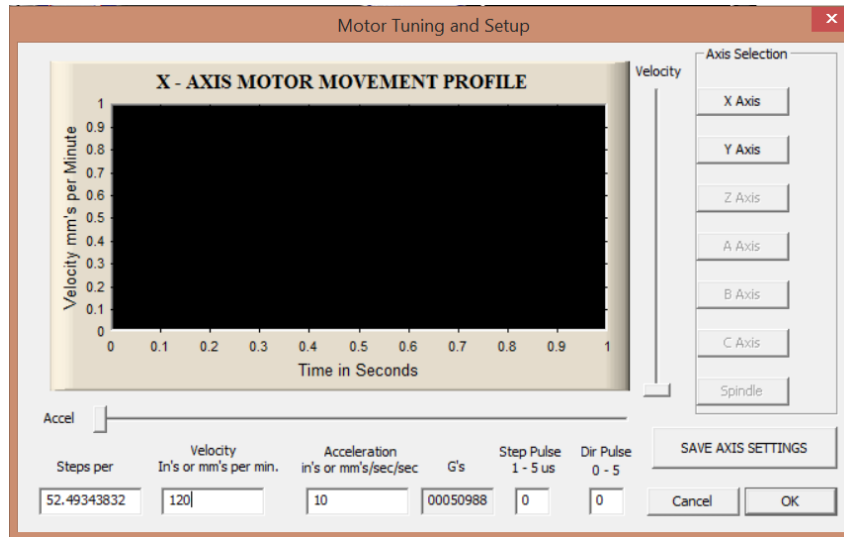 Motor Tuning and Setup
X - AXIS MOTOR MOVEMENT PROFILE
Velocity mm's per Minute
1
0.9
0.8
0.7
0.6
0.5
0.4
0.3
0.2
0.1
0
0 0.1 0.2 0.3 0.4 0.5 0.6 0.7 0.8 0.9 1
Time in Seconds
Velocity
Axis Selection
X Axis
Y Axis
Z Axis
A Axis
B Axis
C Axis
Spindle
Accel
Steps per
52.49343832
Velocity
In's or mm's per min.
120
Acceleration
in's or mm's/sec/sec
10
G's
00050988
Step Pulse
1 - 5 us
0
Dir Pulse
0 - 5
0
SAVE AXIS SETTINGS
Cancel
OK